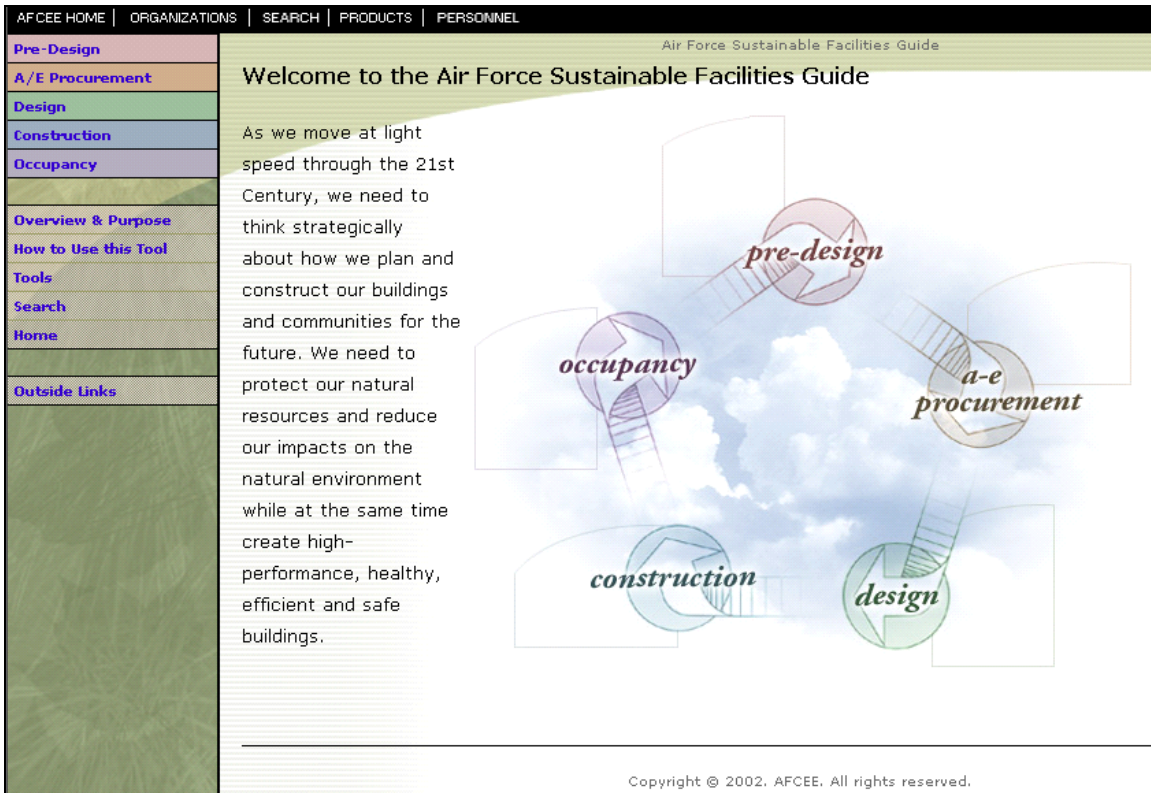 AFCEE HOME | ORGANIZATIONS | SEARCH | PRODUCTS | PERSONNEL
Pre-Design
A/E Procurement
Design
Construction
Occupancy
Overview & Purpose
How to Use this Tool
Tools
Search
Home
Outside Links
Air Force Sustainable Facilities Guide
Welcome to the Air Force Sustainable Facilities Guide
As we move at light
speed through the 21st
Century, we need to
think strategically
about how we plan and
construct our buildings
and communities for the
future. We need to
protect our natural
resources and reduce
our impacts on the
natural environment
while at the same time
create high-
performance, healthy,
efficient and safe
buildings.
pre-design
occupancy
a-e
procurement
construction
design
Copyright © 2002. AFCEE. All rights reserved.